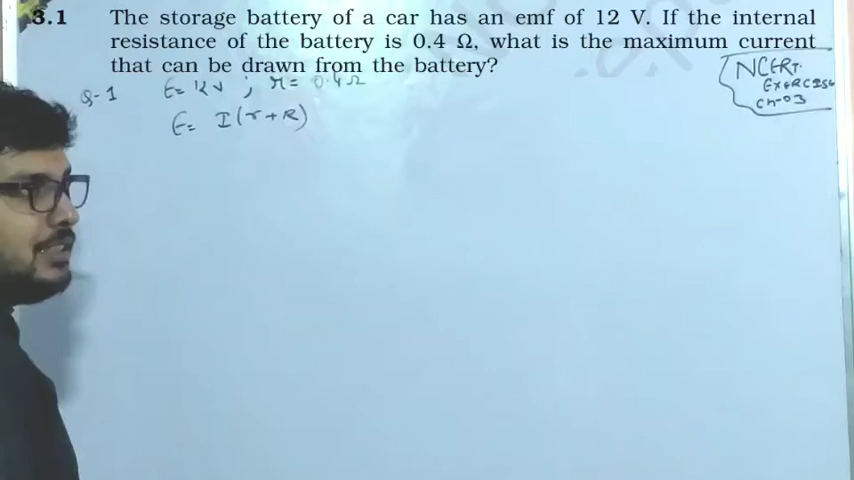 3.1 The storage battery of a car has an emf of 12 V. If the internal
resistance of the battery is 0.4 Ω, what is the maximum current
that can be drawn from the battery?
NCERT
EXERCISE
Ch-03
Q-1 E= 12V ; r= 0.4Ω
E= I(r+R)